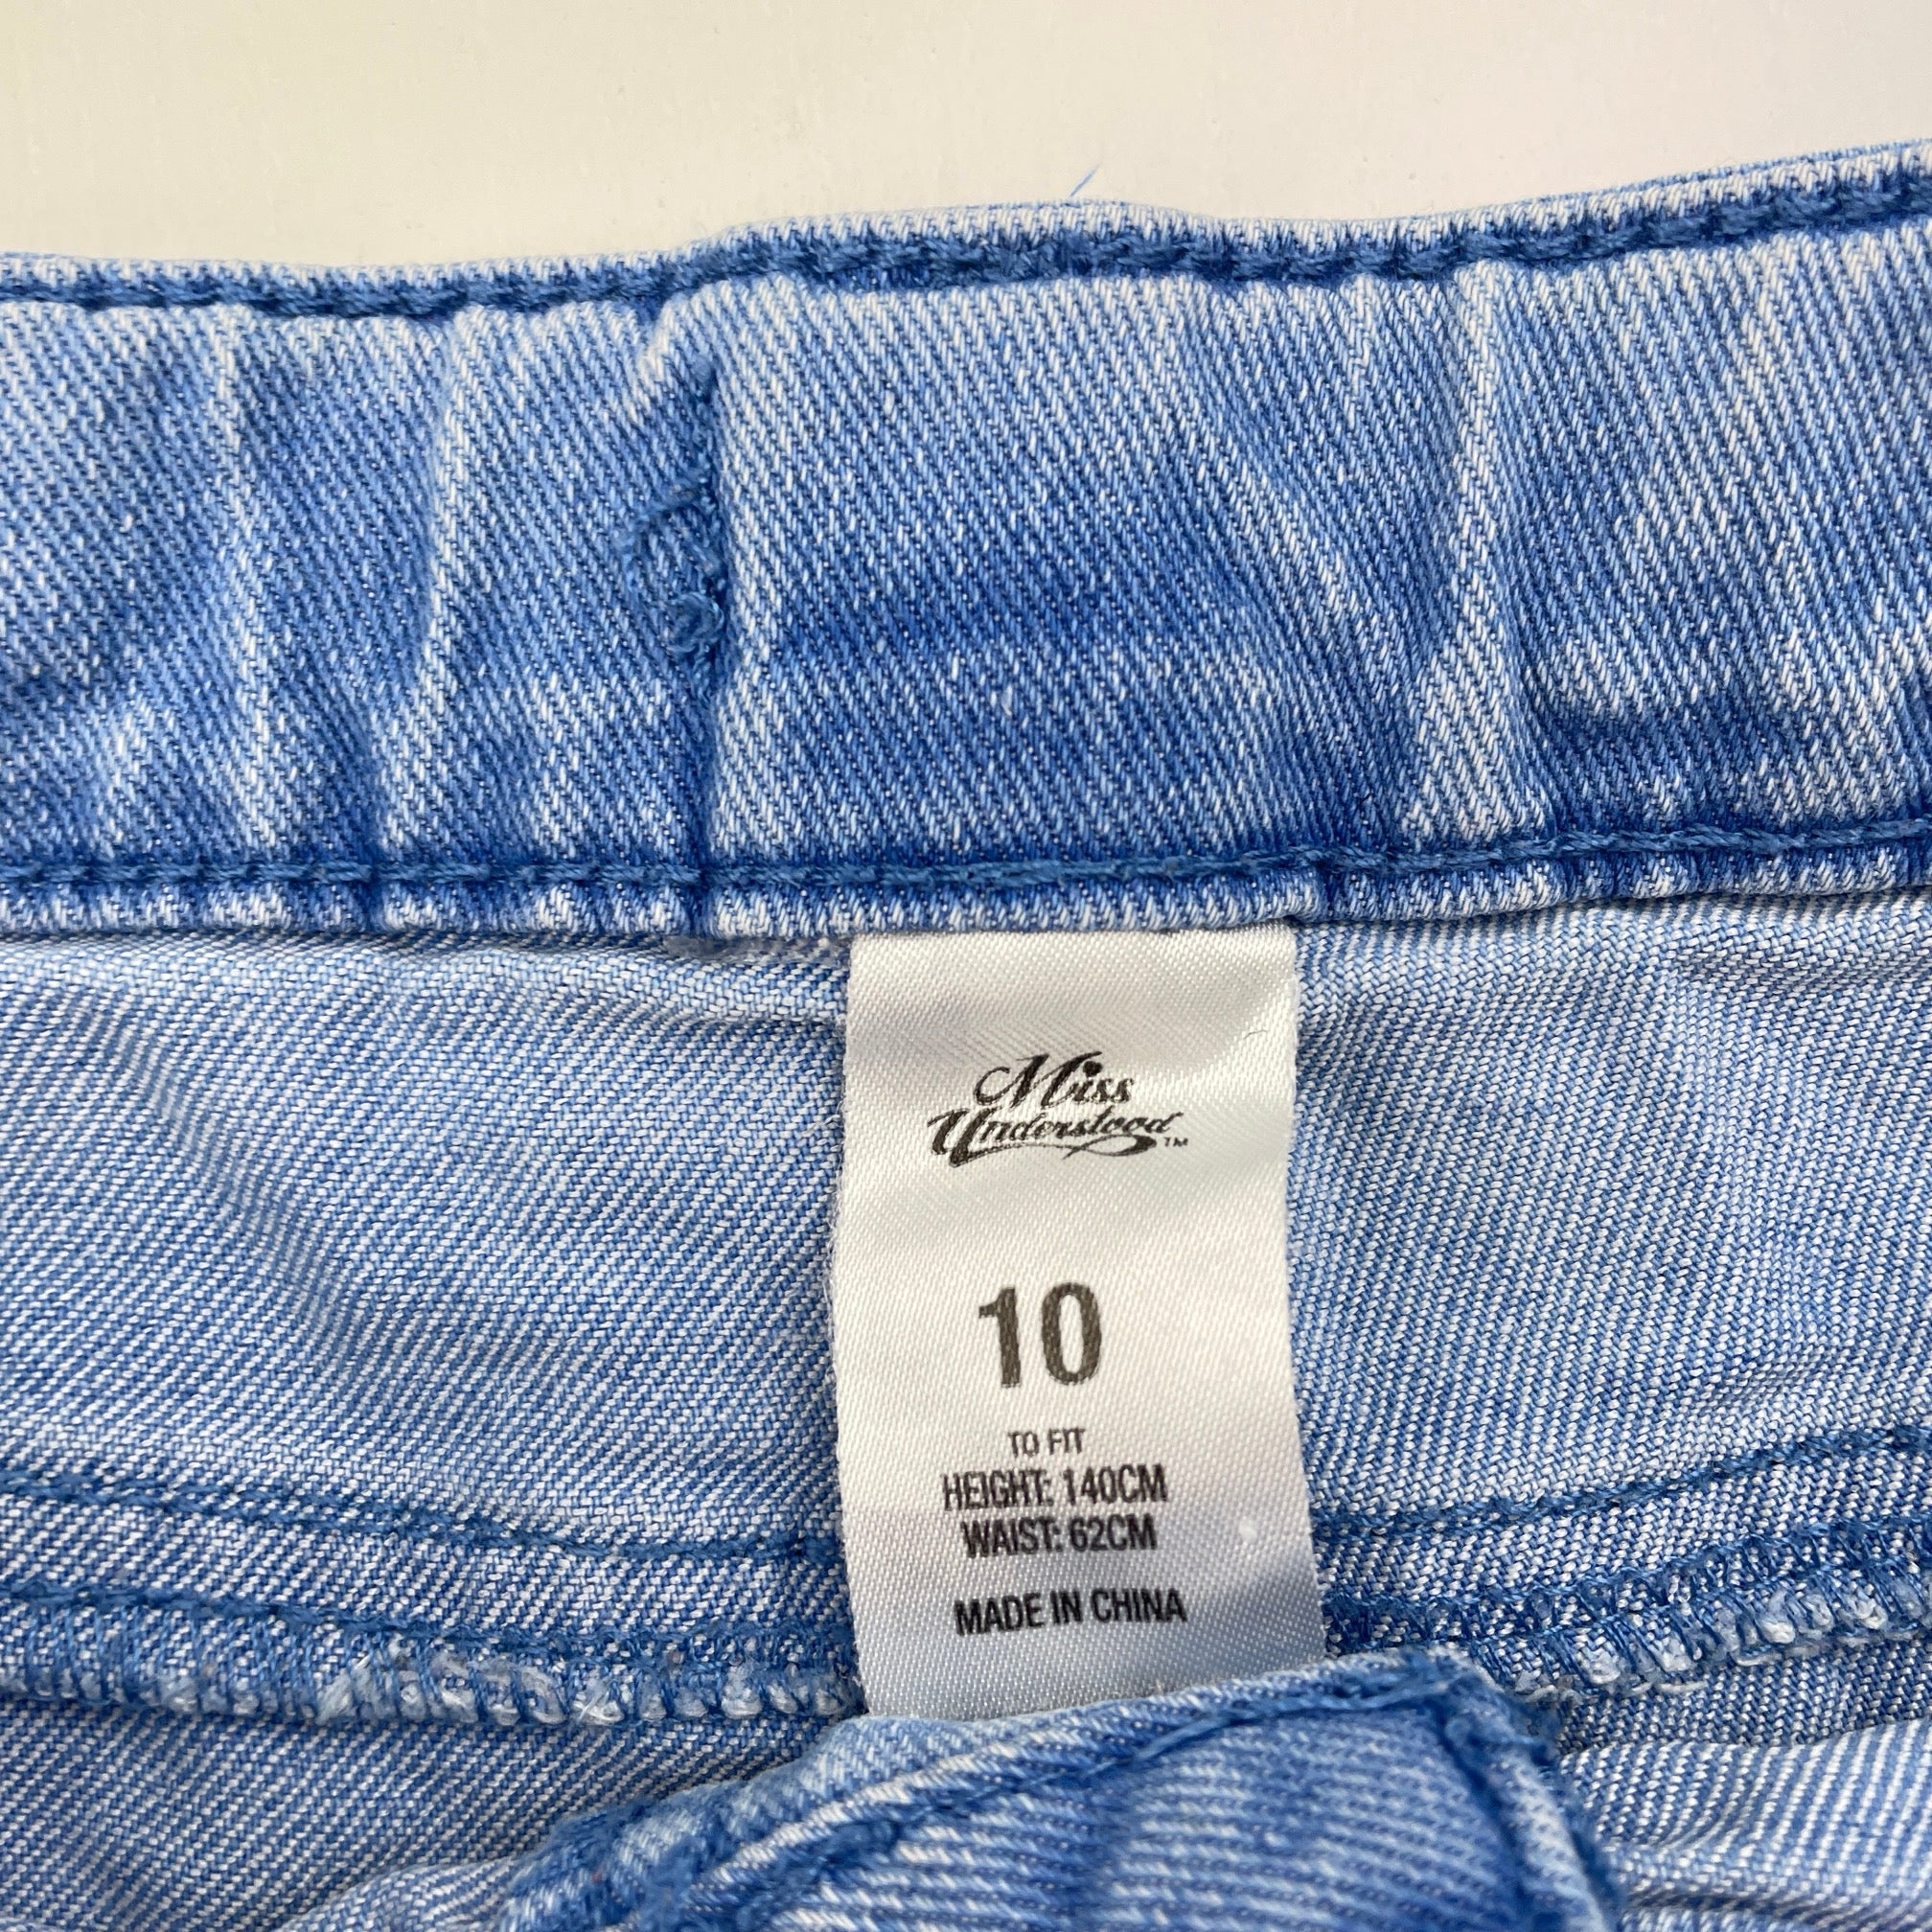 Miss
Understood™
10
TO FIT
HEIGHT: 140CM
WAIST: 62CM
MADE IN CHINA